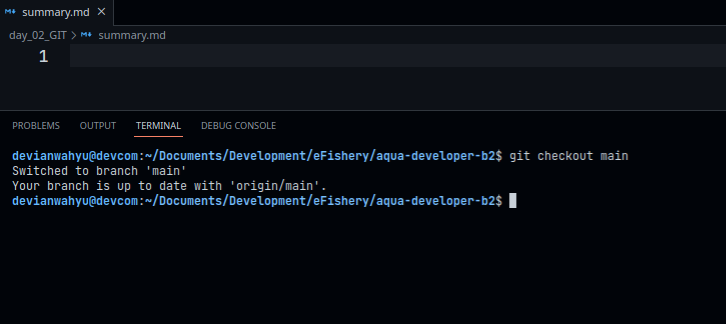 summary.md ×
day_02_GIT > summary.md
1
PROBLEMS OUTPUT TERMINAL DEBUG CONSOLE
devianwahyu@devcom:~/Documents/Development/eFishery/aqua-developer-b2$ git checkout main
Switched to branch 'main'
Your branch is up to date with 'origin/main'.
devianwahyu@devcom:~/Documents/Development/eFishery/aqua-developer-b2$